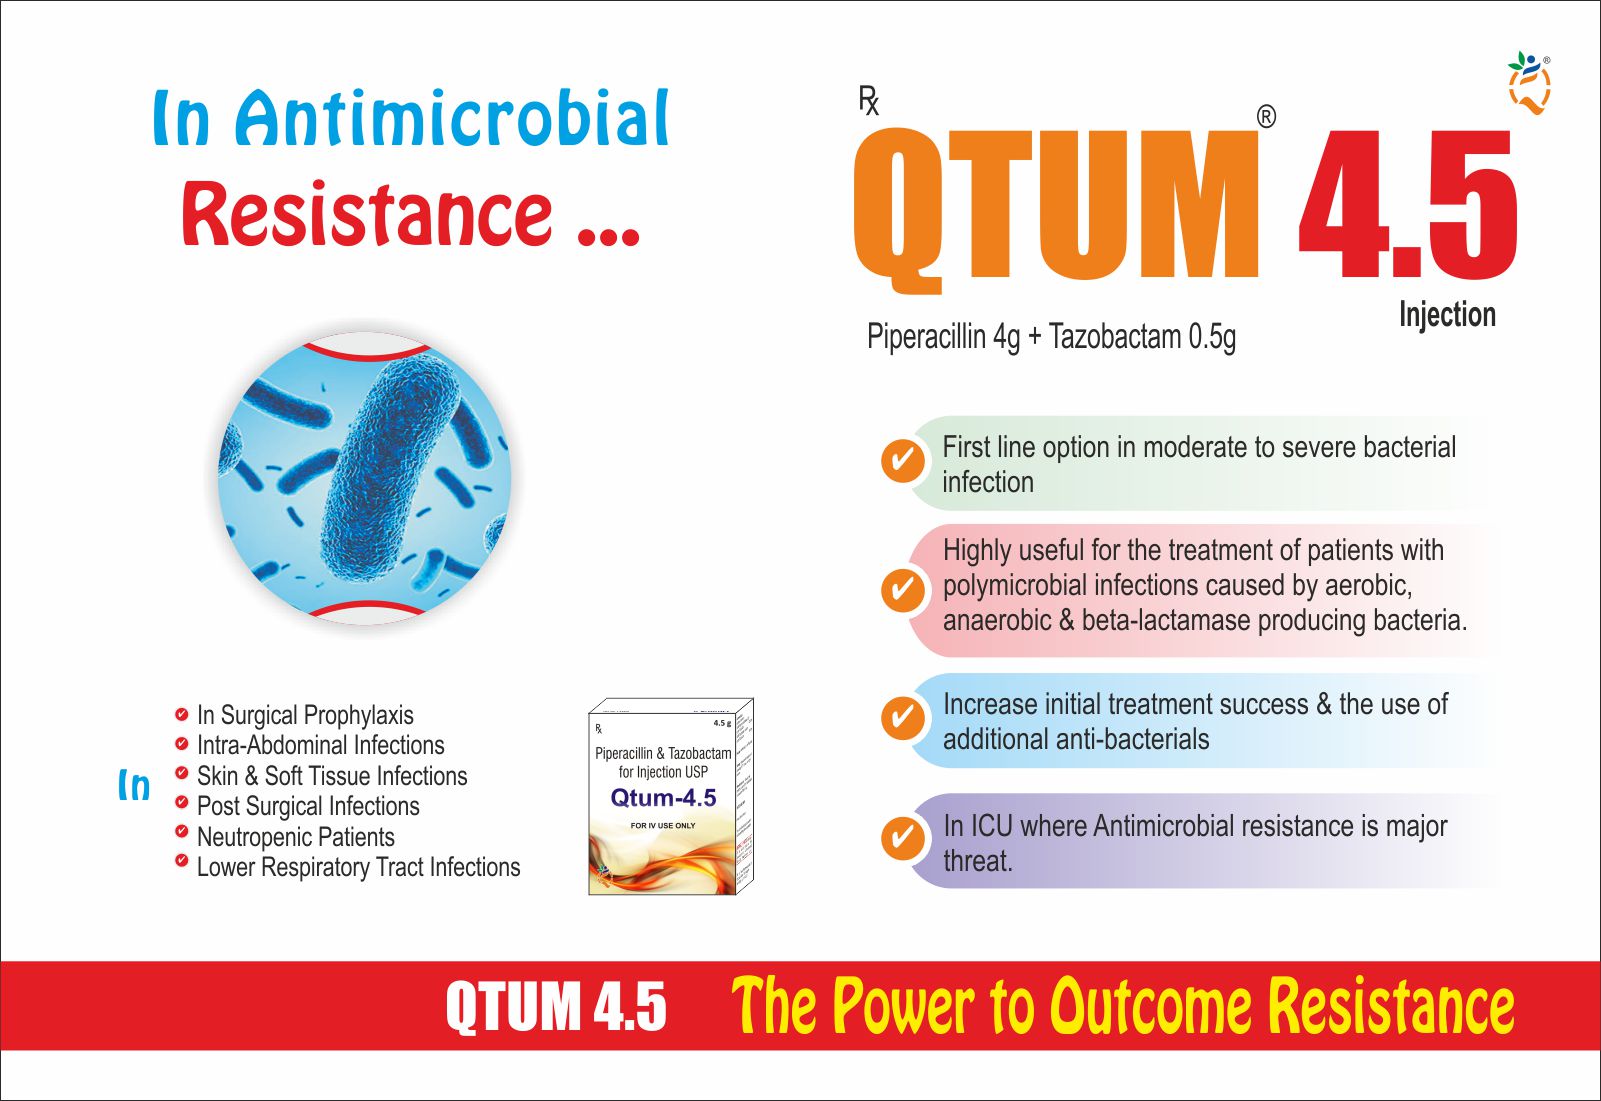 In Antimicrobial
Resistance ...
In
In Surgical Prophylaxis
Intra-Abdominal Infections
Skin & Soft Tissue Infections
Post Surgical Infections
Neutropenic Patients
Lower Respiratory Tract Infections
Rx
4.5 g
Piperacillin & Tazobactam
for Injection USP
Qtum-4.5
FOR IV USE ONLY
®
Rx
QTUM® 4.5
Injection
Piperacillin 4g + Tazobactam 0.5g
First line option in moderate to severe bacterial
infection
Highly useful for the treatment of patients with
polymicrobial infections caused by aerobic,
anaerobic & beta-lactamase producing bacteria.
Increase initial treatment success & the use of
additional anti-bacterials
In ICU where Antimicrobial resistance is major
threat.
QTUM 4.5 The Power to Outcome Resistance